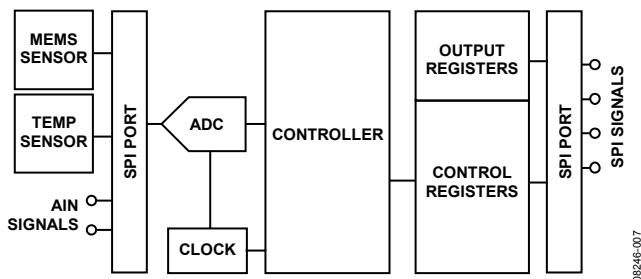 MEMS
SENSOR
TEMP
SENSOR
AIN
SIGNALS
SPI PORT
ADC
CLOCK
CONTROLLER
OUTPUT
REGISTERS
CONTROL
REGISTERS
SPI PORT
SPI SIGNALS
08246-007